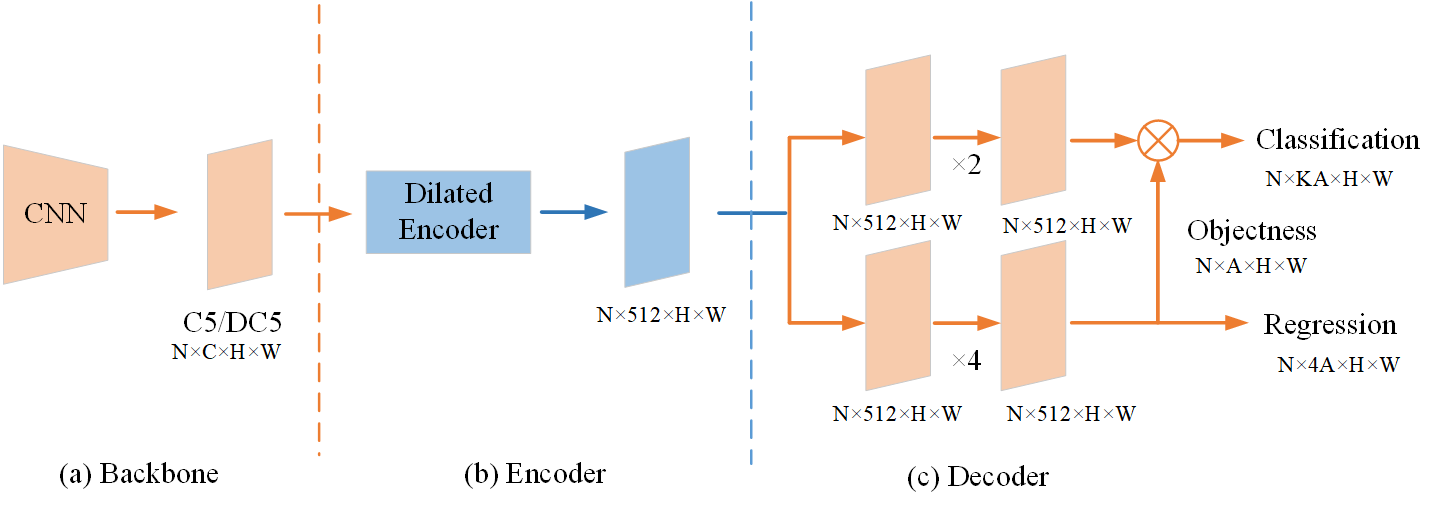 CNN
C5/DC5
N×C×H×W
(a) Backbone
Dilated
Encoder
N×512×H×W
(b) Encoder
×2
N×512×H×W
N×512×H×W
×4
N×512×H×W
N×512×H×W
Classification
N×KA×H×W
Objectness
N×A×H×W
Regression
N×4A×H×W
(c) Decoder